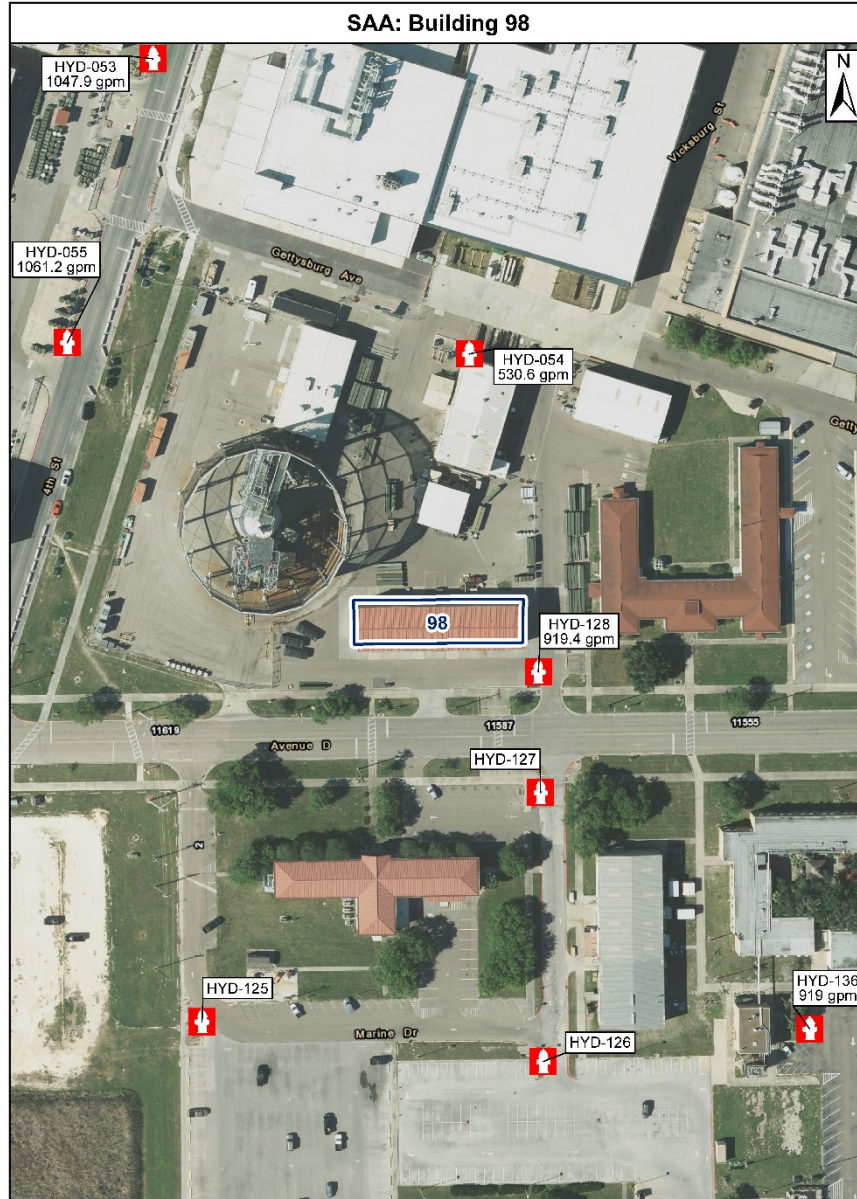 SAA: Building 98
HYD-053
1047.9 gpm
N
Vicksburg St
HYD-055
1061.2 gpm
Gettysburg Ave
HYD-054
530.6 gpm
Getty
4th St
98
HYD-128
919.4 gpm
11619
11587
11555
Avenue D
HYD-127
2
HYD-125
HYD-136
919 gpm
Marine Dr
HYD-126